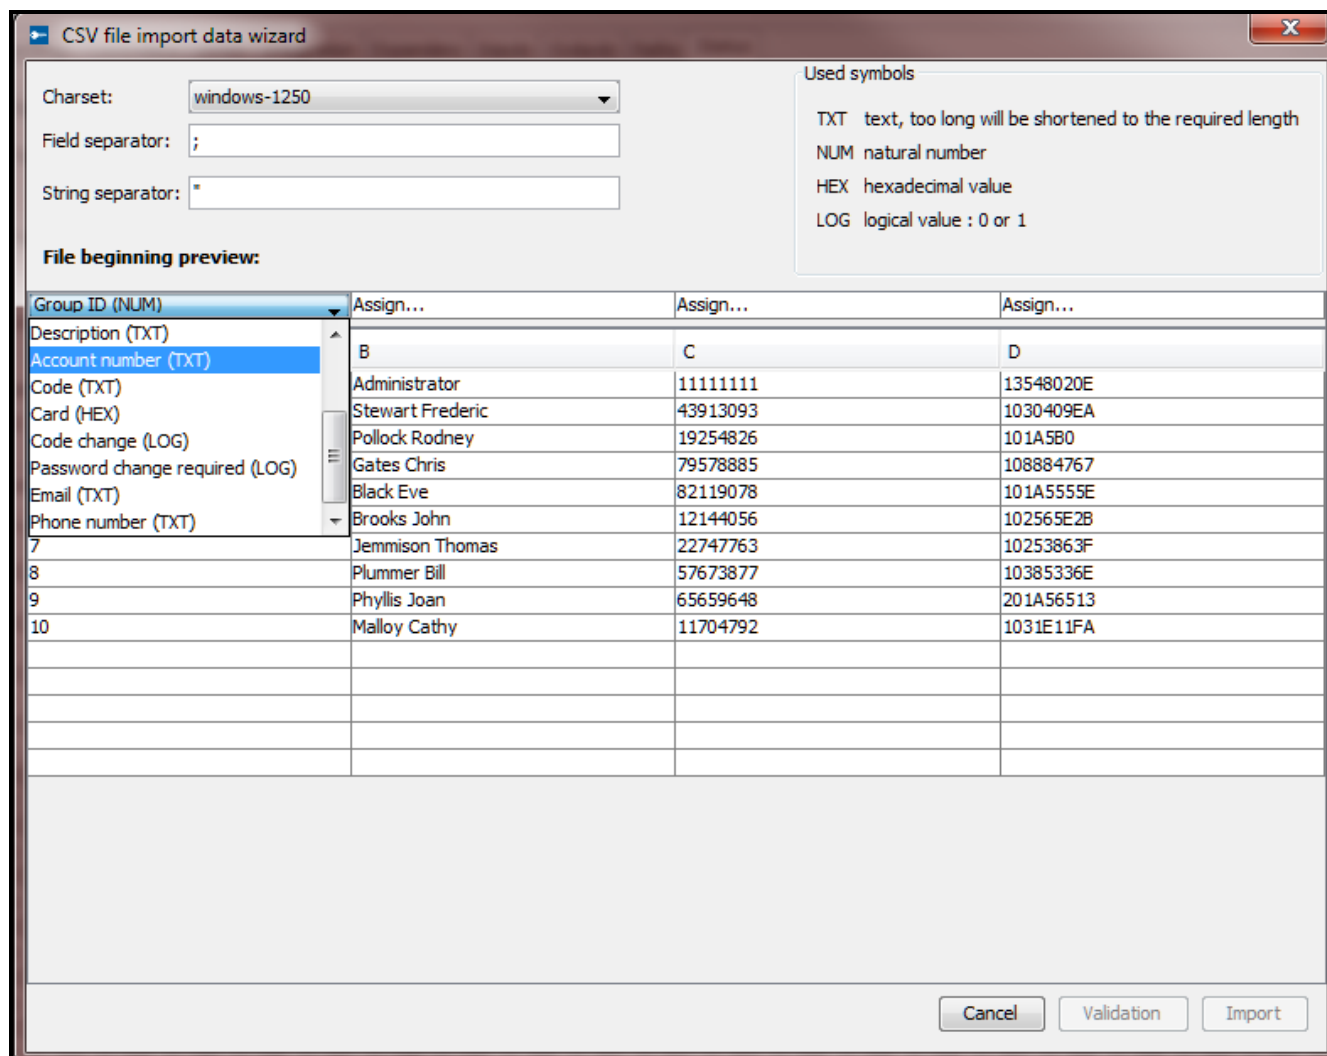 CSV file import data wizard
X
Charset: windows-1250
Field separator: ;
String separator: "
File beginning preview:
Used symbols
TXT text, too long will be shortened to the required length
NUM natural number
HEX hexadecimal value
LOG logical value : 0 or 1
Group ID (NUM) Assign... Assign... Assign...
Description (TXT)
Account number (TXT)
Code (TXT)
Card (HEX)
Code change (LOG)
Password change required (LOG)
Email (TXT)
Phone number (TXT)
B C D
Administrator 11111111 13548020E
Stewart Frederic 43913093 1030409EA
Pollock Rodney 19254826 101A5B0
Gates Chris 79578885 108884767
Black Eve 82119078 101A5555E
Brooks John 12144056 102565E2B
7 Jemmison Thomas 22747763 10253863F
8 Plummer Bill 57673877 10385336E
9 Phyllis Joan 65659648 201A56513
10 Malloy Cathy 11704792 1031E11FA
Cancel Validation Import